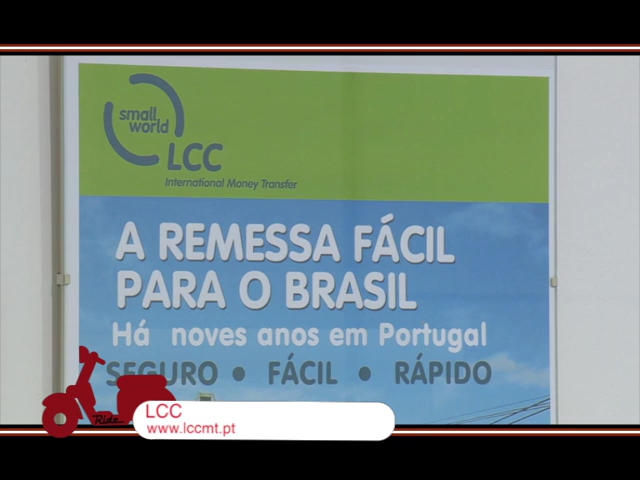 small
world
LCC
International Money Transfer
A REMESSA FÁCIL
PARA O BRASIL
Há noves anos em Portugal
SEGURO • FÁCIL • RÁPIDO
Ride
LCC
www.lccmt.pt